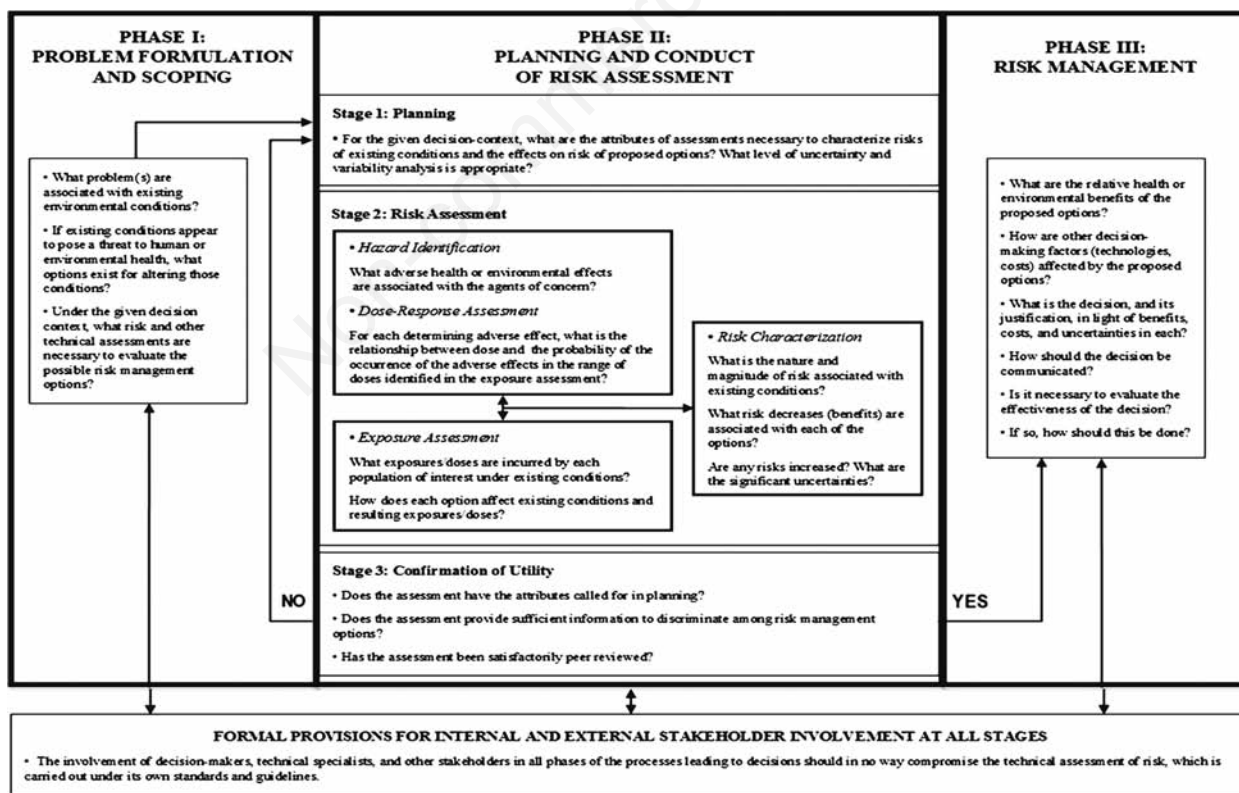 PHASE I:
PROBLEM FORMULATION
AND SCOPING
• What problem(s) are
associated with existing
environmental conditions?
• If existing conditions appear
to pose a threat to human or
environmental health, what
options exist for altering those
conditions?
• Under the given decision
context, what risk and other
technical assessments are
necessary to evaluate the
possible risk management
options?
PHASE II:
PLANNING AND CONDUCT
OF RISK ASSESSMENT
Stage 1: Planning
• For the given decision-context, what are the attributes of assessments necessary to characterize risks
of existing conditions and the effects on risk of proposed options? What level of uncertainty and
variability analysis is appropriate?
Stage 2: Risk Assessment
• Hazard Identification
What adverse health or environmental effects
are associated with the agents of concern?
• Dose-Response Assessment
For each determining adverse effect, what is the
relationship between dose and the probability of the
occurrence of the adverse effects in the range of
doses identified in the exposure assessment?
• Exposure Assessment
What exposures/doses are incurred by each
population of interest under existing conditions?
How does each option affect existing conditions and
resulting exposures/doses?
• Risk Characterization
What is the nature and
magnitude of risk associated with
existing conditions?
What risk decreases (benefits) are
associated with each of the
options?
Are any risks increased? What are
the significant uncertainties?
Stage 3: Confirmation of Utility
• Does the assessment have the attributes called for in planning?
• Does the assessment provide sufficient information to discriminate among risk management
options?
• Has the assessment been satisfactorily peer reviewed?
NO
YES
PHASE III:
RISK MANAGEMENT
• What are the relative health or
environmental benefits of the
proposed options?
• How are other decision-
making factors (technologies,
costs) affected by the proposed
options?
• What is the decision, and its
justification, in light of benefits,
costs, and uncertainties in each?
• How should the decision be
communicated?
• Is it necessary to evaluate the
effectiveness of the decision?
• If so, how should this be done?
FORMAL PROVISIONS FOR INTERNAL AND EXTERNAL STAKEHOLDER INVOLVEMENT AT ALL STAGES
• The involvement of decision-makers, technical specialists, and other stakeholders in all phases of the processes leading to decisions should in no way compromise the technical assessment of risk, which is
carried out under its own standards and guidelines.